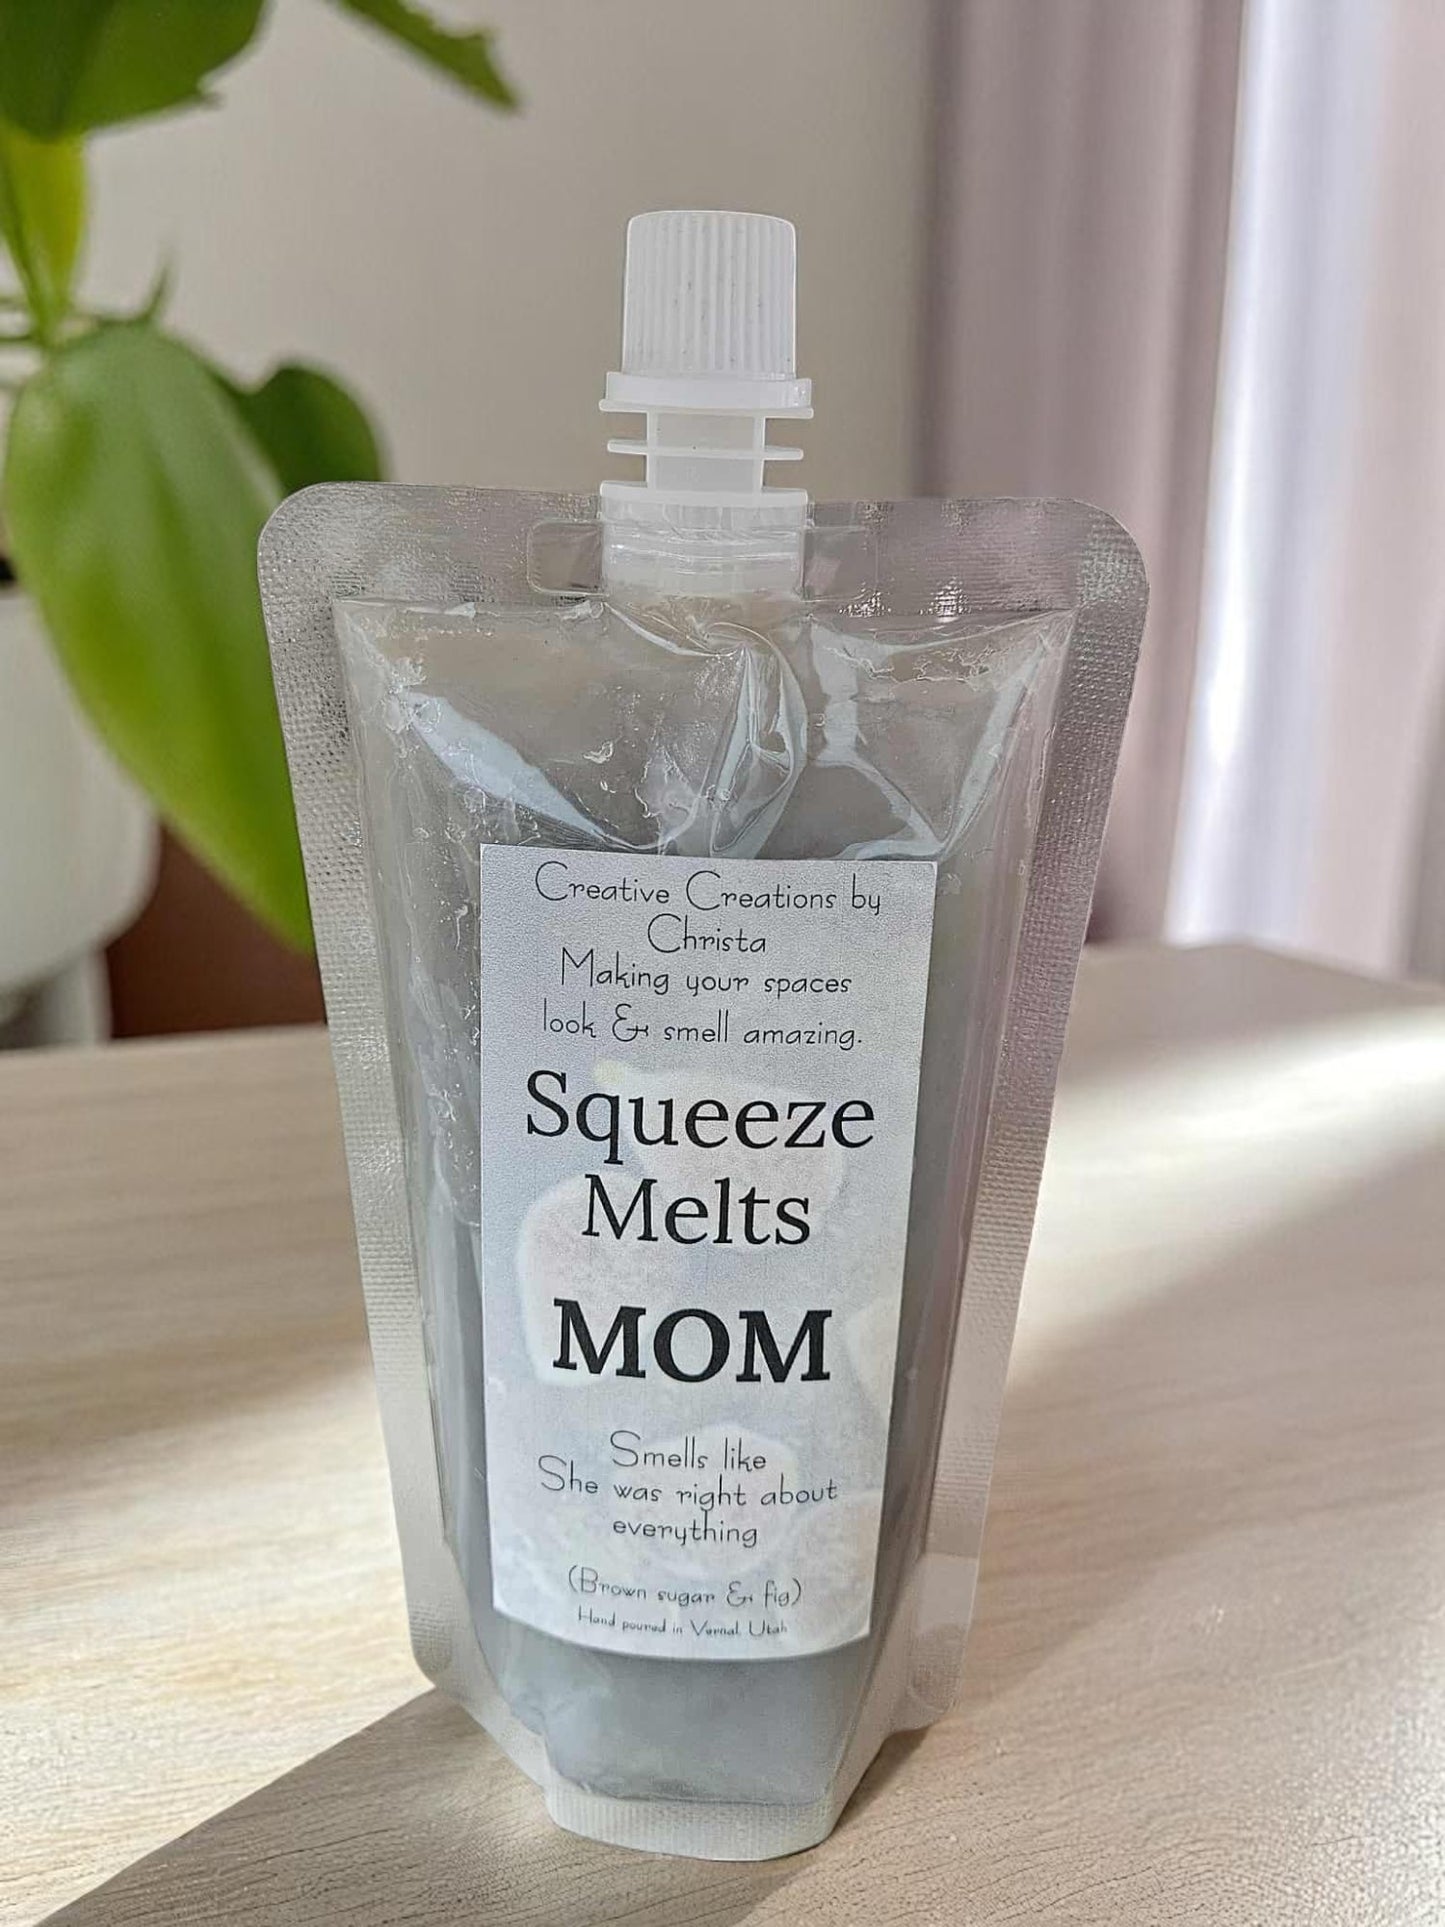 Creative Creations by
Christa
Making your spaces
look & smell amazing.
Squeeze
Melts
MOM
Smells like
She was right about
everything
(Brown sugar & fig)
Hand poured in Vernal, Utah